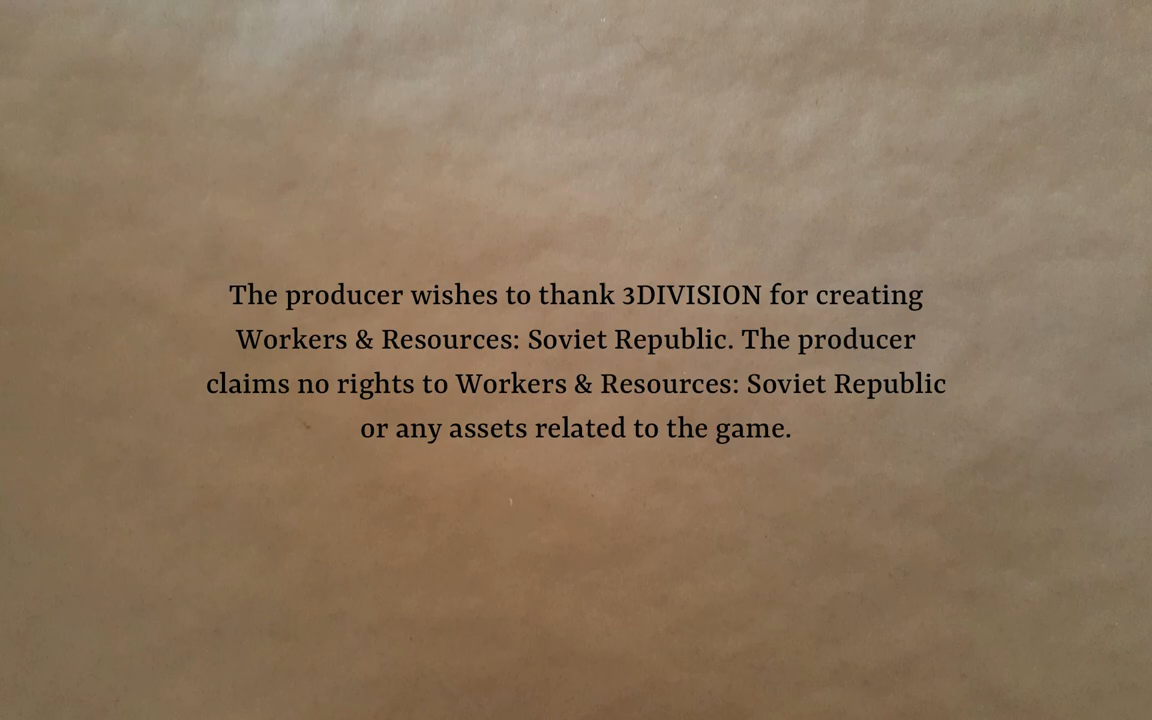 The producer wishes to thank 3DIVISION for creating
Workers & Resources: Soviet Republic. The producer
claims no rights to Workers & Resources: Soviet Republic
or any assets related to the game.